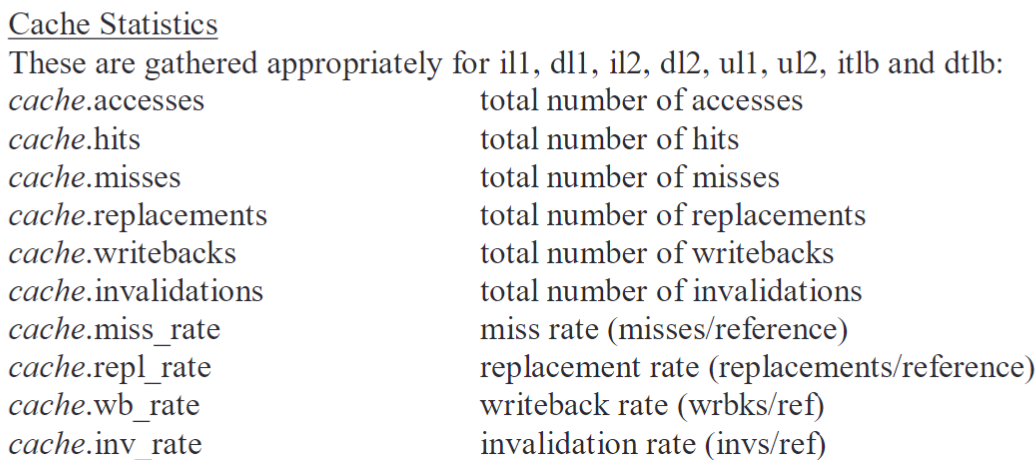 Cache Statistics
These are gathered appropriately for il1, dl1, il2, dl2, ul1, ul2, itlb and dtlb:
cache.accesses total number of accesses
cache.hits total number of hits
cache.misses total number of misses
cache.replacements total number of replacements
cache.writebacks total number of writebacks
cache.invalidations total number of invalidations
cache.miss_rate miss rate (misses/reference)
cache.repl_rate replacement rate (replacements/reference)
cache.wb_rate writeback rate (wrbks/ref)
cache.inv_rate invalidation rate (invs/ref)